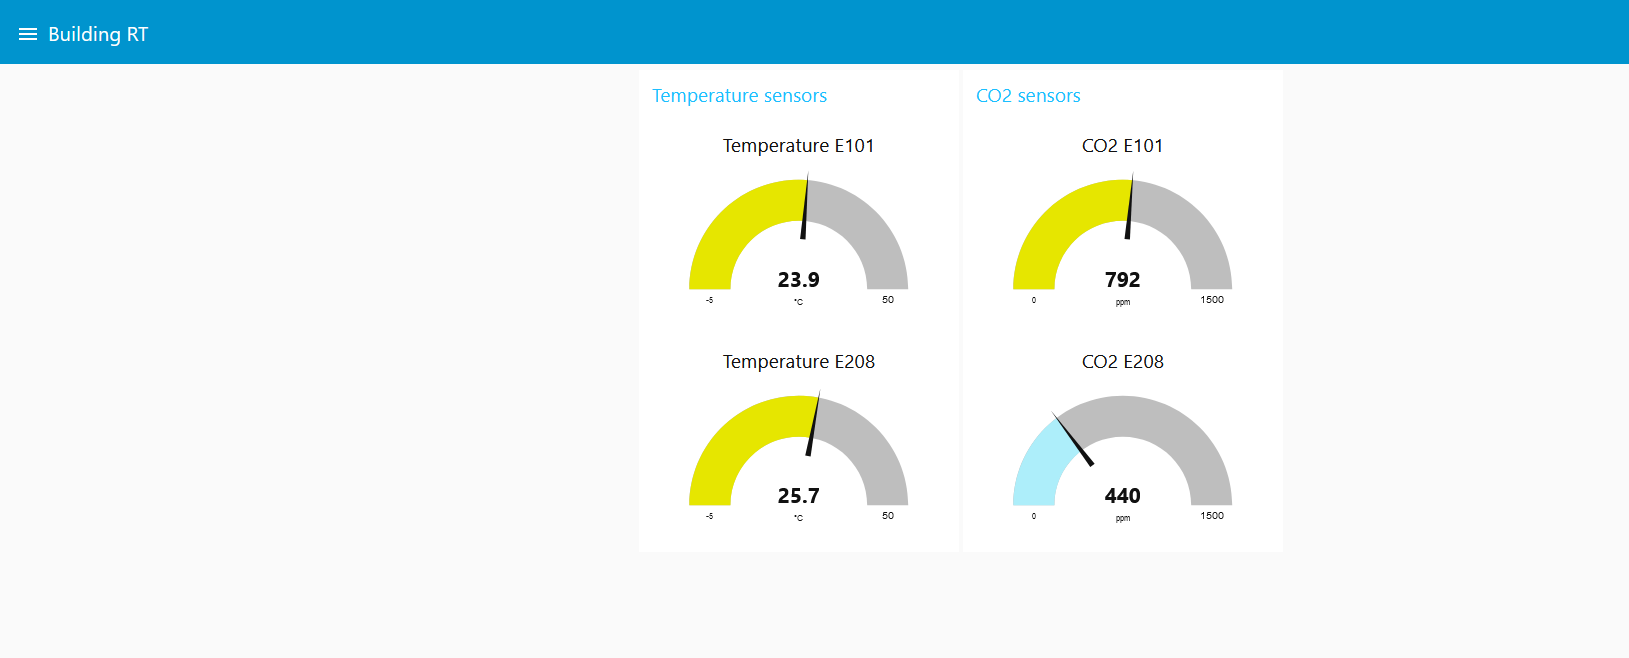 Building RT
Temperature sensors
Temperature E101
23.9
-5
°C
50
Temperature E208
25.7
-5
°C
50
CO2 sensors
CO2 E101
792
0
ppm
1500
CO2 E208
440
0
ppm
1500